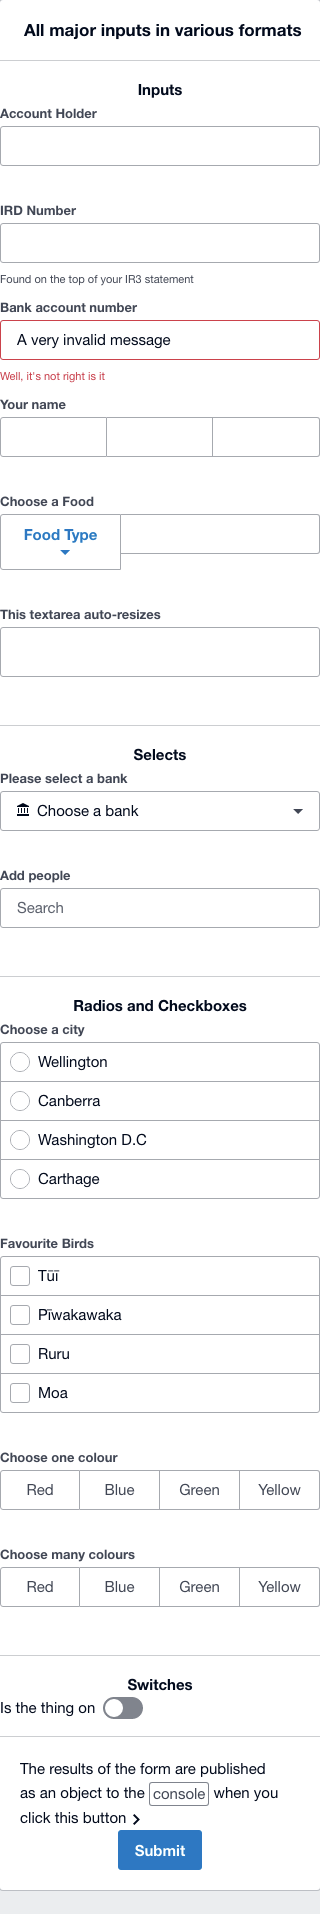 All major inputs in various formats
Inputs
Account Holder
IRD Number
Found on the top of your IR3 statement
Bank account number
A very invalid message
Well, it's not right is it
Your name
Choose a Food
Food Type
This textarea auto-resizes
Selects
Please select a bank
Choose a bank
Add people
Search
Radios and Checkboxes
Choose a city
Wellington
Canberra
Washington D.C
Carthage
Favourite Birds
Tūī
Pīwakawaka
Ruru
Moa
Choose one colour
Red Blue Green Yellow
Choose many colours
Red Blue Green Yellow
Switches
Is the thing on
The results of the form are published
as an object to the console when you
click this button
Submit